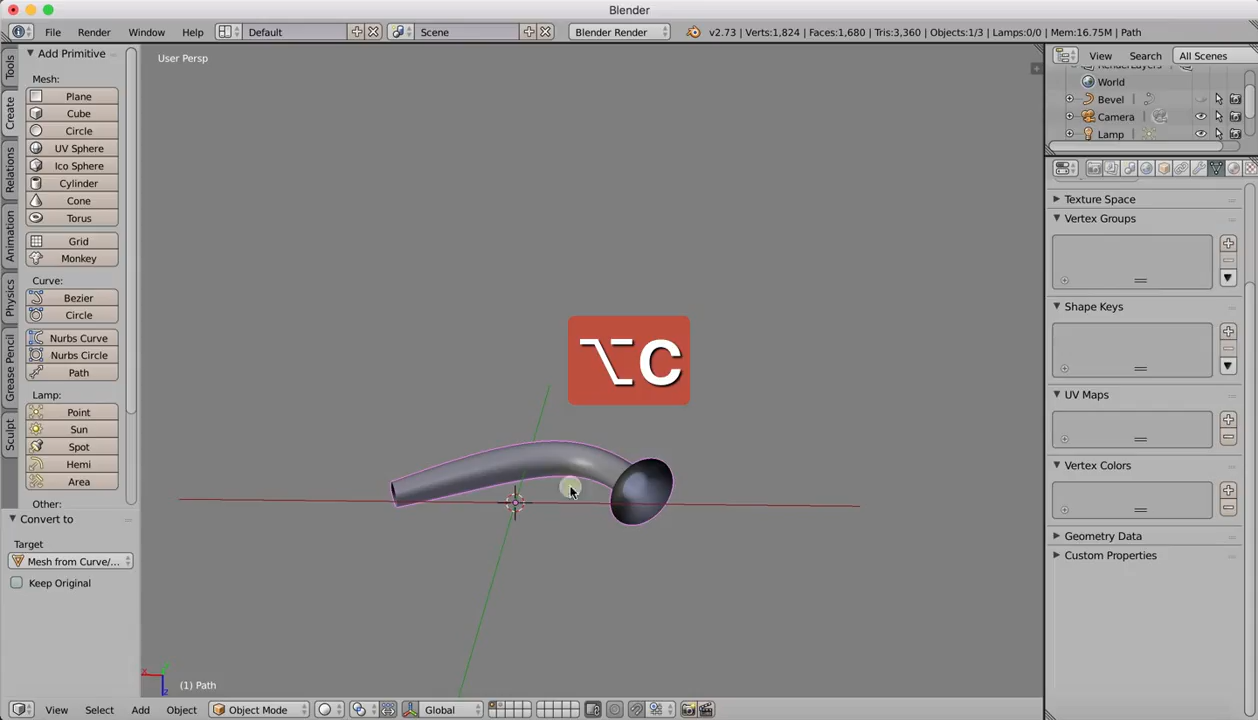 Blender
File Render Window Help Default Scene Blender Render v2.73 | Verts:1,824 | Faces:1,680 | Tris:3,360 | Objects:1/3 | Lamps:0/0 | Mem:16.75M | Path
Tools
Create
Relations
Animation
Physics
Grease Pencil
Sculpt
Add Primitive
Mesh:
Plane
Cube
Circle
UV Sphere
Ico Sphere
Cylinder
Cone
Torus
Grid
Monkey
Curve:
Bezier
Circle
Nurbs Curve
Nurbs Circle
Path
Lamp:
Point
Sun
Spot
Hemi
Area
Other:
Convert to
Target
Mesh from Curve/...
Keep Original
User Persp
⌥C
x
z
(1) Path
View Select Add Object Object Mode Global
View Search All Scenes
RenderLayers
World
Bevel
Camera
Lamp
Texture Space
Vertex Groups
Shape Keys
UV Maps
Vertex Colors
Geometry Data
Custom Properties